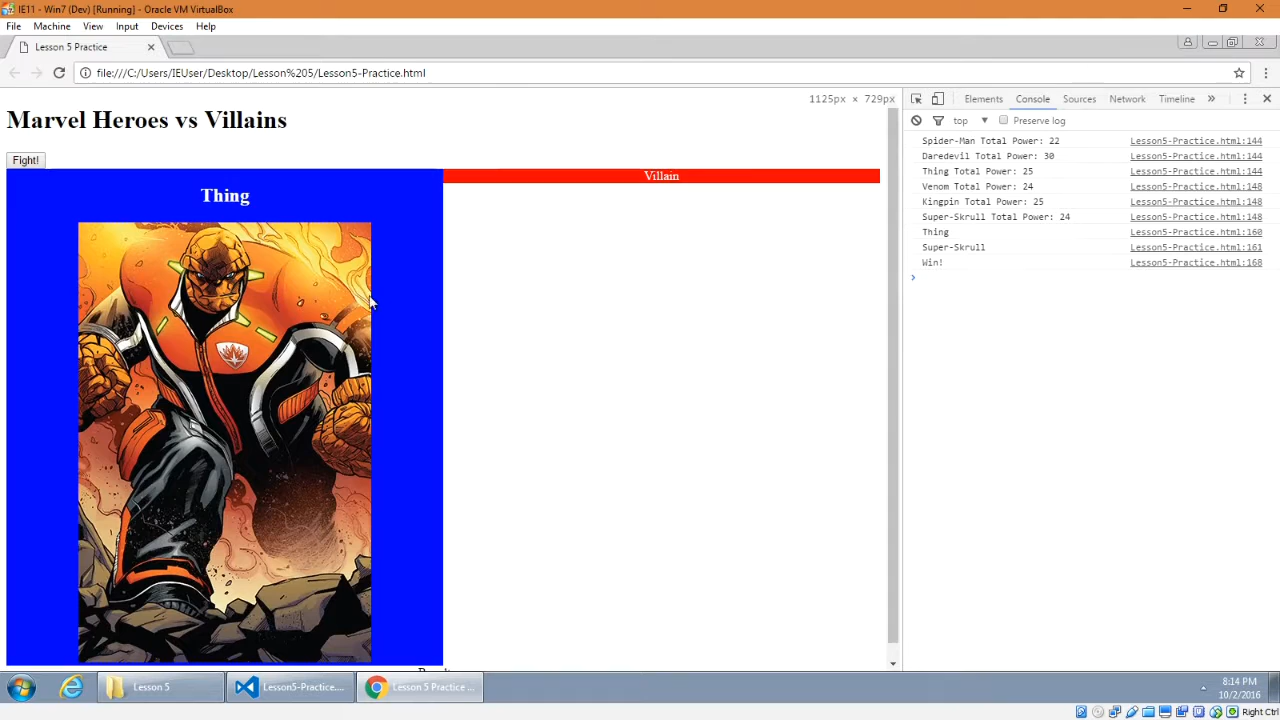 IE11 - Win7 (Dev) [Running] - Oracle VM VirtualBox
File Machine View Input Devices Help
Lesson 5 Practice
file:///C:/Users/IEUser/Desktop/Lesson%205/Lesson5-Practice.html
1125px × 729px
Elements Console Sources Network Timeline »
top Preserve log
Marvel Heroes vs Villains
Fight!
Thing
Villain
Spider-Man Total Power: 22 Lesson5-Practice.html:144
Daredevil Total Power: 30 Lesson5-Practice.html:144
Thing Total Power: 25 Lesson5-Practice.html:144
Venom Total Power: 24 Lesson5-Practice.html:148
Kingpin Total Power: 25 Lesson5-Practice.html:148
Super-Skrull Total Power: 24 Lesson5-Practice.html:148
Thing Lesson5-Practice.html:160
Super-Skrull Lesson5-Practice.html:161
Win! Lesson5-Practice.html:168
Lesson 5
Lesson5-Practice....
Lesson 5 Practice ...
8:14 PM
10/2/2016
Right Ctrl